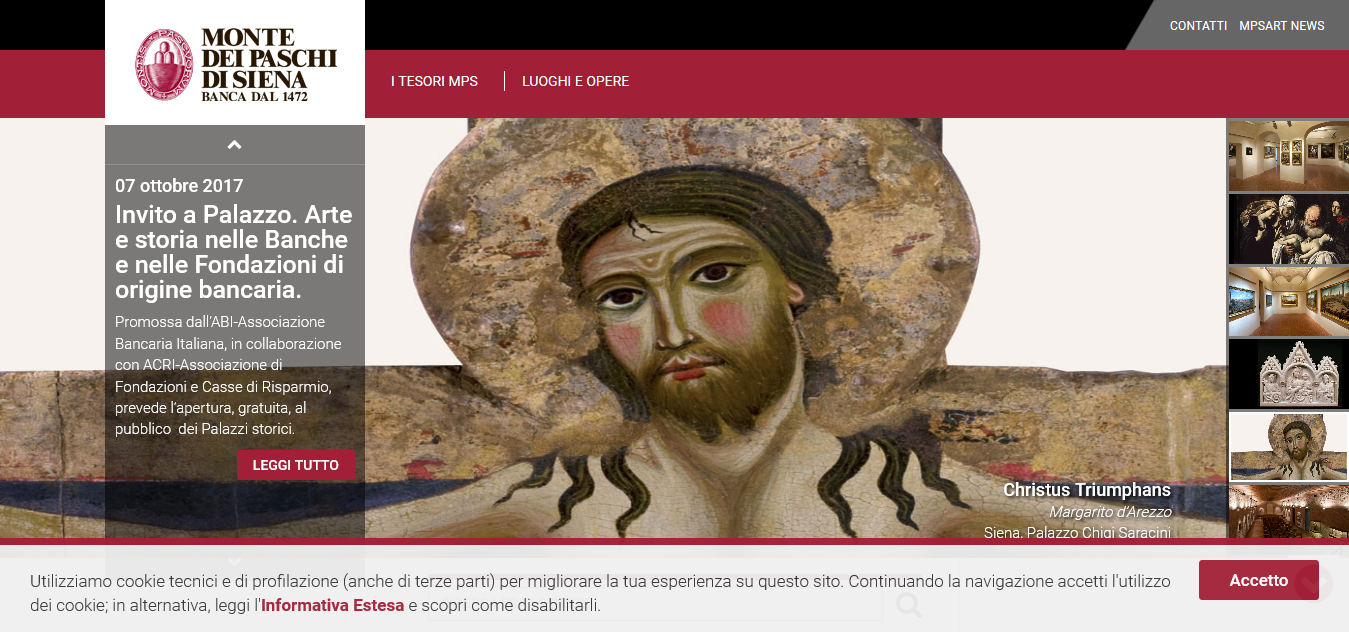 MONTE
DEI PASCHI
DI SIENA
BANCA DAL 1472
CONTATTI MPSART NEWS
I TESORI MPS LUOGHI E OPERE
07 ottobre 2017
Invito a Palazzo. Arte
e storia nelle Banche
e nelle Fondazioni di
origine bancaria.
Promossa dall'ABI-Associazione
Bancaria Italiana, in collaborazione
con ACRI-Associazione di
Fondazioni e Casse di Risparmio,
prevede l'apertura, gratuita, al
pubblico dei Palazzi storici.
LEGGI TUTTO
Christus Triumphans
Margarito d'Arezzo
Siena, Palazzo Chigi Saracini
Utilizziamo cookie tecnici e di profilazione (anche di terze parti) per migliorare la tua esperienza su questo sito. Continuando la navigazione accetti l'utilizzo
dei cookie; in alternativa, leggi l'Informativa Estesa e scopri come disabilitarli.
Accetto